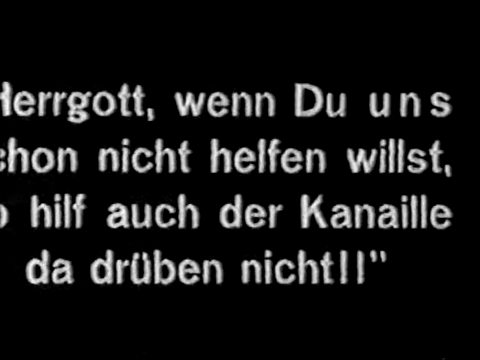 Herrgott, wenn Du uns
chon nicht helfen willst,
o hilf auch der Kanaille
da drüben nicht!!"